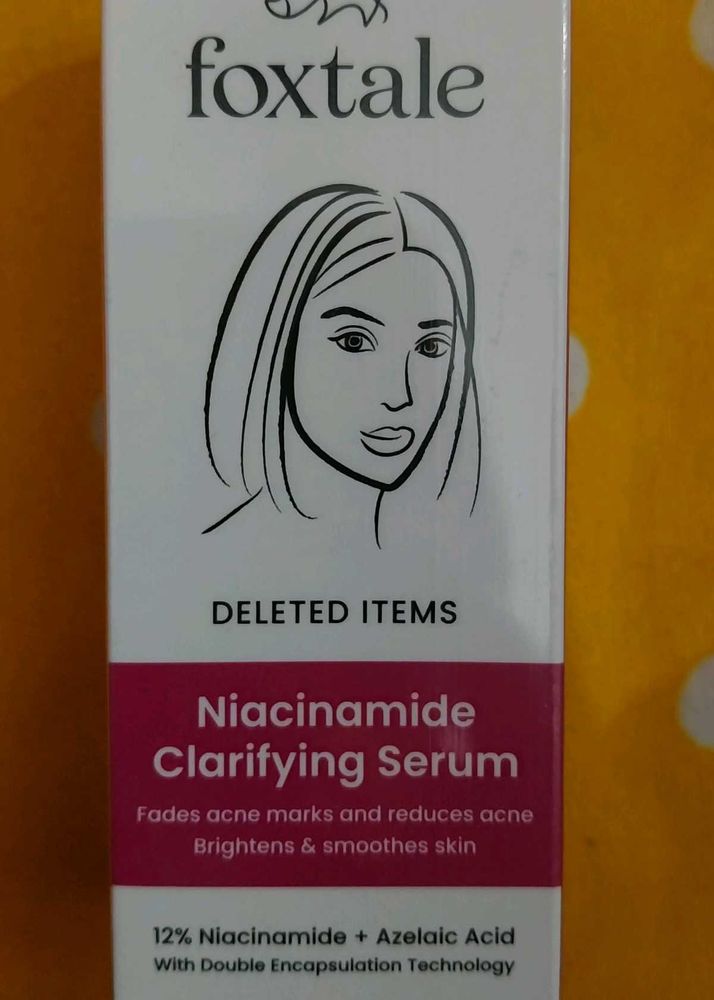 foxtale
DELETED ITEMS
Niacinamide
Clarifying Serum
Fades acne marks and reduces acne
Brightens & smoothes skin
12% Niacinamide + Azelaic Acid
With Double Encapsulation Technology